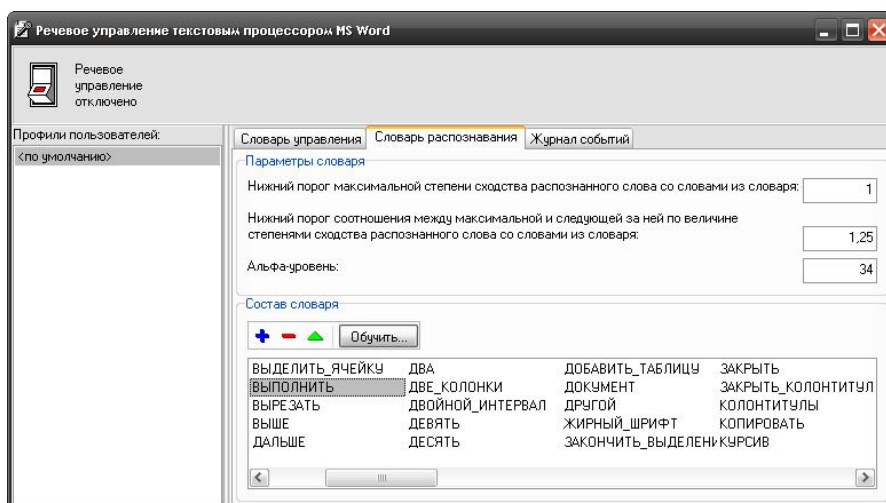 Речевое управление текстовым процессором MS Word
Речевое
управление
отключено
Профили пользователей:
<по умолчанию>
Словарь управления
Словарь распознавания
Журнал событий
Параметры словаря
Нижний порог максимальной степени сходства распознанного слова со словами из словаря:
1
Нижний порог соотношения между максимальной и следующей за ней по величине
степенями сходства распознанного слова со словами из словаря:
1,25
Альфа-уровень:
34
Состав словаря
Обучить...
ВЫДЕЛИТЬ_ЯЧЕЙКУ ДВА ДОБАВИТЬ_ТАБЛИЦУ ЗАКРЫТЬ
ВЫПОЛНИТЬ ДВЕ_КОЛОНКИ ДОКУМЕНТ ЗАКРЫТЬ_КОЛОНТИТУЛ
ВЫРЕЗАТЬ ДВОЙНОЙ_ИНТЕРВАЛ ДРУГОЙ КОЛОНТИТУЛЫ
ВЫШЕ ДЕВЯТЬ ЖИРНЫЙ_ШРИФТ КОПИРОВАТЬ
ДАЛЬШЕ ДЕСЯТЬ ЗАКОНЧИТЬ_ВЫДЕЛЕНИ КУРСИВ